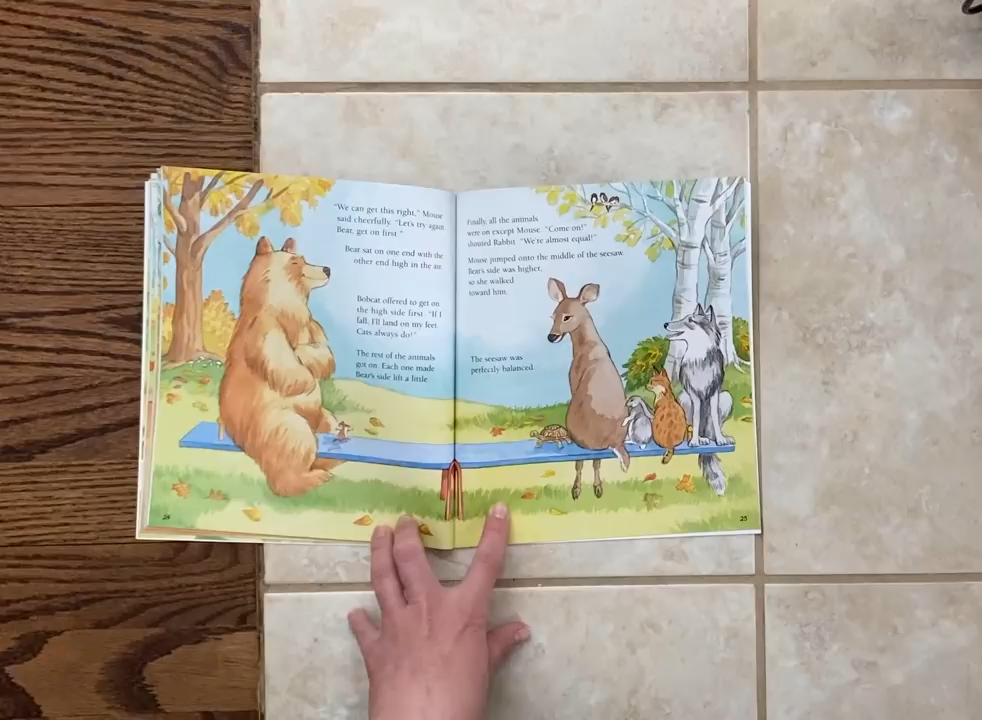 "We can get this right," Mouse
said cheerfully. "Let's try again.
Bear, get on first."
Bear sat on one end with the
other end high in the air.
Bobcat offered to get on
the high side first. "If I
fall, I'll land on my feet.
Cats always do!"
The rest of the animals
got on. Each one made
Bear's side lift a little.
24
Finally, all the animals
were on except Mouse. "Come on!"
shouted Rabbit. "We're almost equal!"
Mouse jumped onto the middle of the seesaw.
Bear's side was higher,
so she walked
toward him.
The seesaw was
perfectly balanced.
25